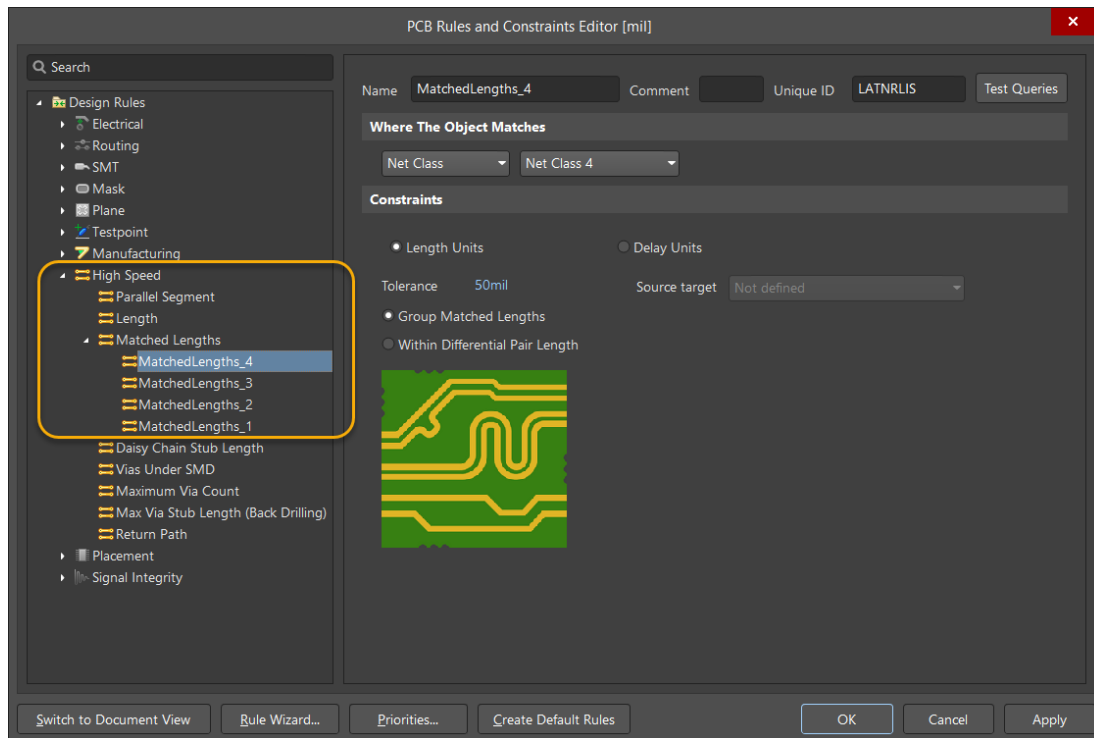 PCB Rules and Constraints Editor [mil]
Search
Design Rules
Electrical
Routing
SMT
Mask
Plane
Testpoint
Manufacturing
High Speed
Parallel Segment
Length
Matched Lengths
MatchedLengths_4
MatchedLengths_3
MatchedLengths_2
MatchedLengths_1
Daisy Chain Stub Length
Vias Under SMD
Maximum Via Count
Max Via Stub Length (Back Drilling)
Return Path
Placement
Signal Integrity
Name MatchedLengths_4 Comment Unique ID LATNRLIS Test Queries
Where The Object Matches
Net Class Net Class 4
Constraints
Length Units Delay Units
Tolerance 50mil Source target Not defined
Group Matched Lengths
Within Differential Pair Length
Switch to Document View Rule Wizard... Priorities... Create Default Rules OK Cancel Apply